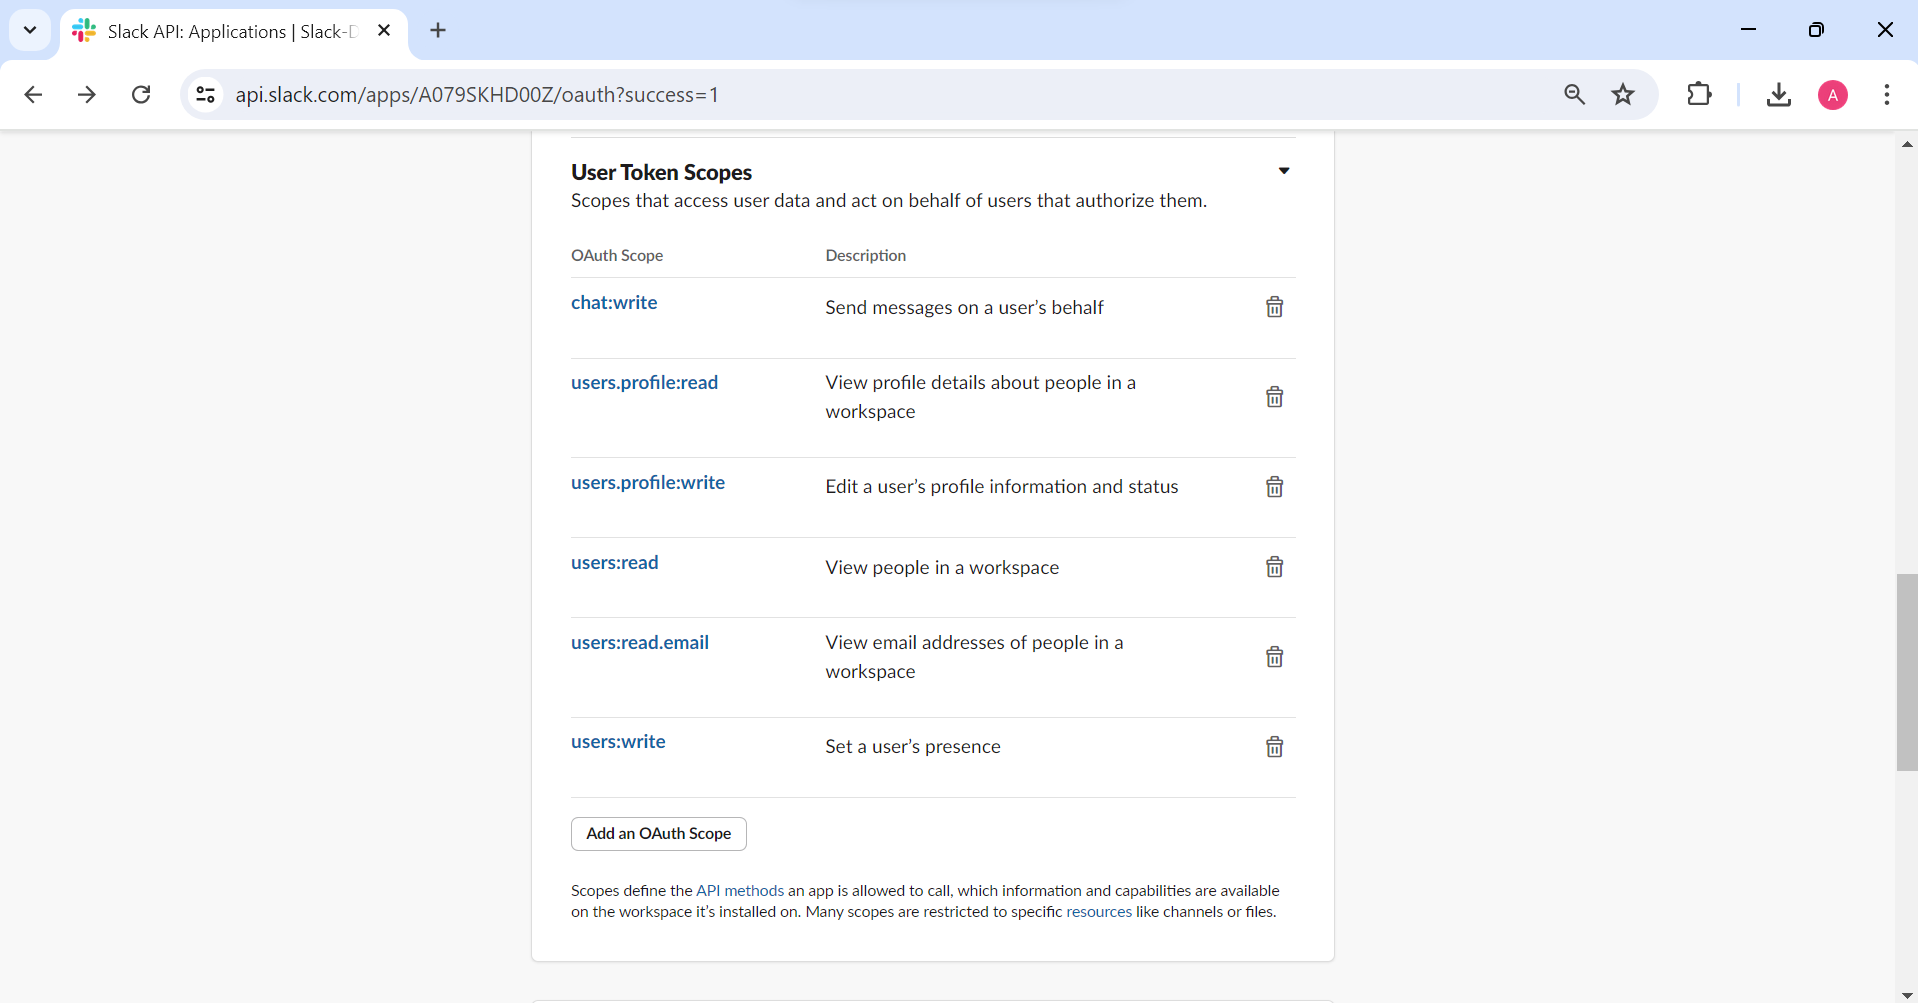 Slack API: Applications | Slack-D
api.slack.com/apps/A079SKHD00Z/oauth?success=1
A
User Token Scopes
Scopes that access user data and act on behalf of users that authorize them.
OAuth Scope Description
chat:write Send messages on a user’s behalf
users.profile:read View profile details about people in a
workspace
users.profile:write Edit a user’s profile information and status
users:read View people in a workspace
users:read.email View email addresses of people in a
workspace
users:write Set a user’s presence
Add an OAuth Scope
Scopes define the API methods an app is allowed to call, which information and capabilities are available
on the workspace it’s installed on. Many scopes are restricted to specific resources like channels or files.